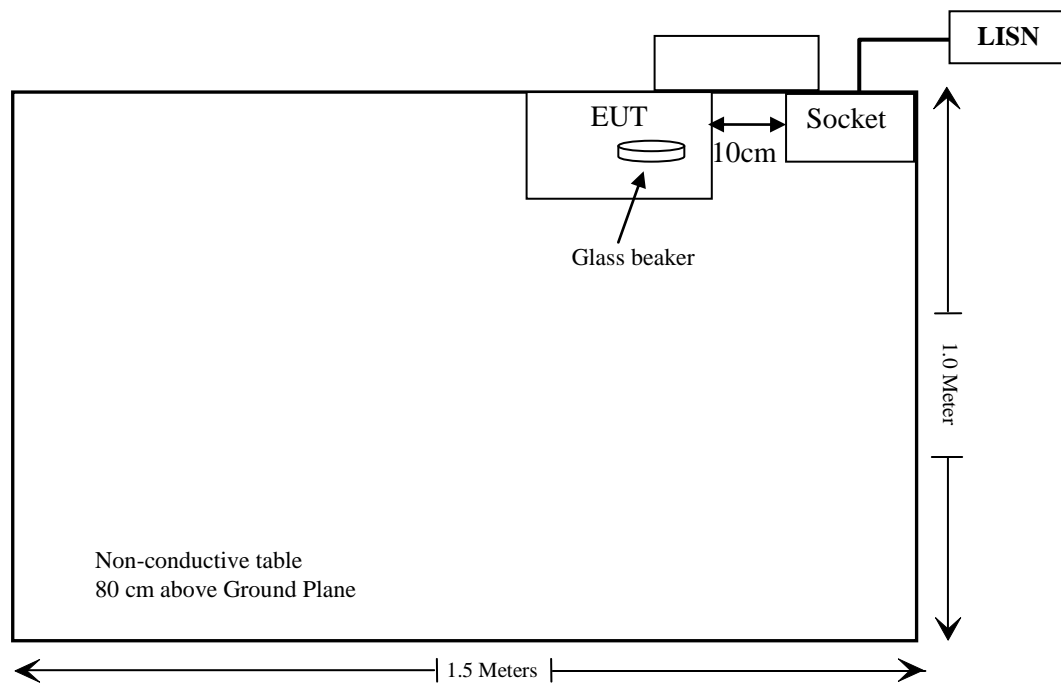 LISN
EUT
Socket
10cm
Glass beaker
1.0 Meter
Non-conductive table
80 cm above Ground Plane
1.5 Meters